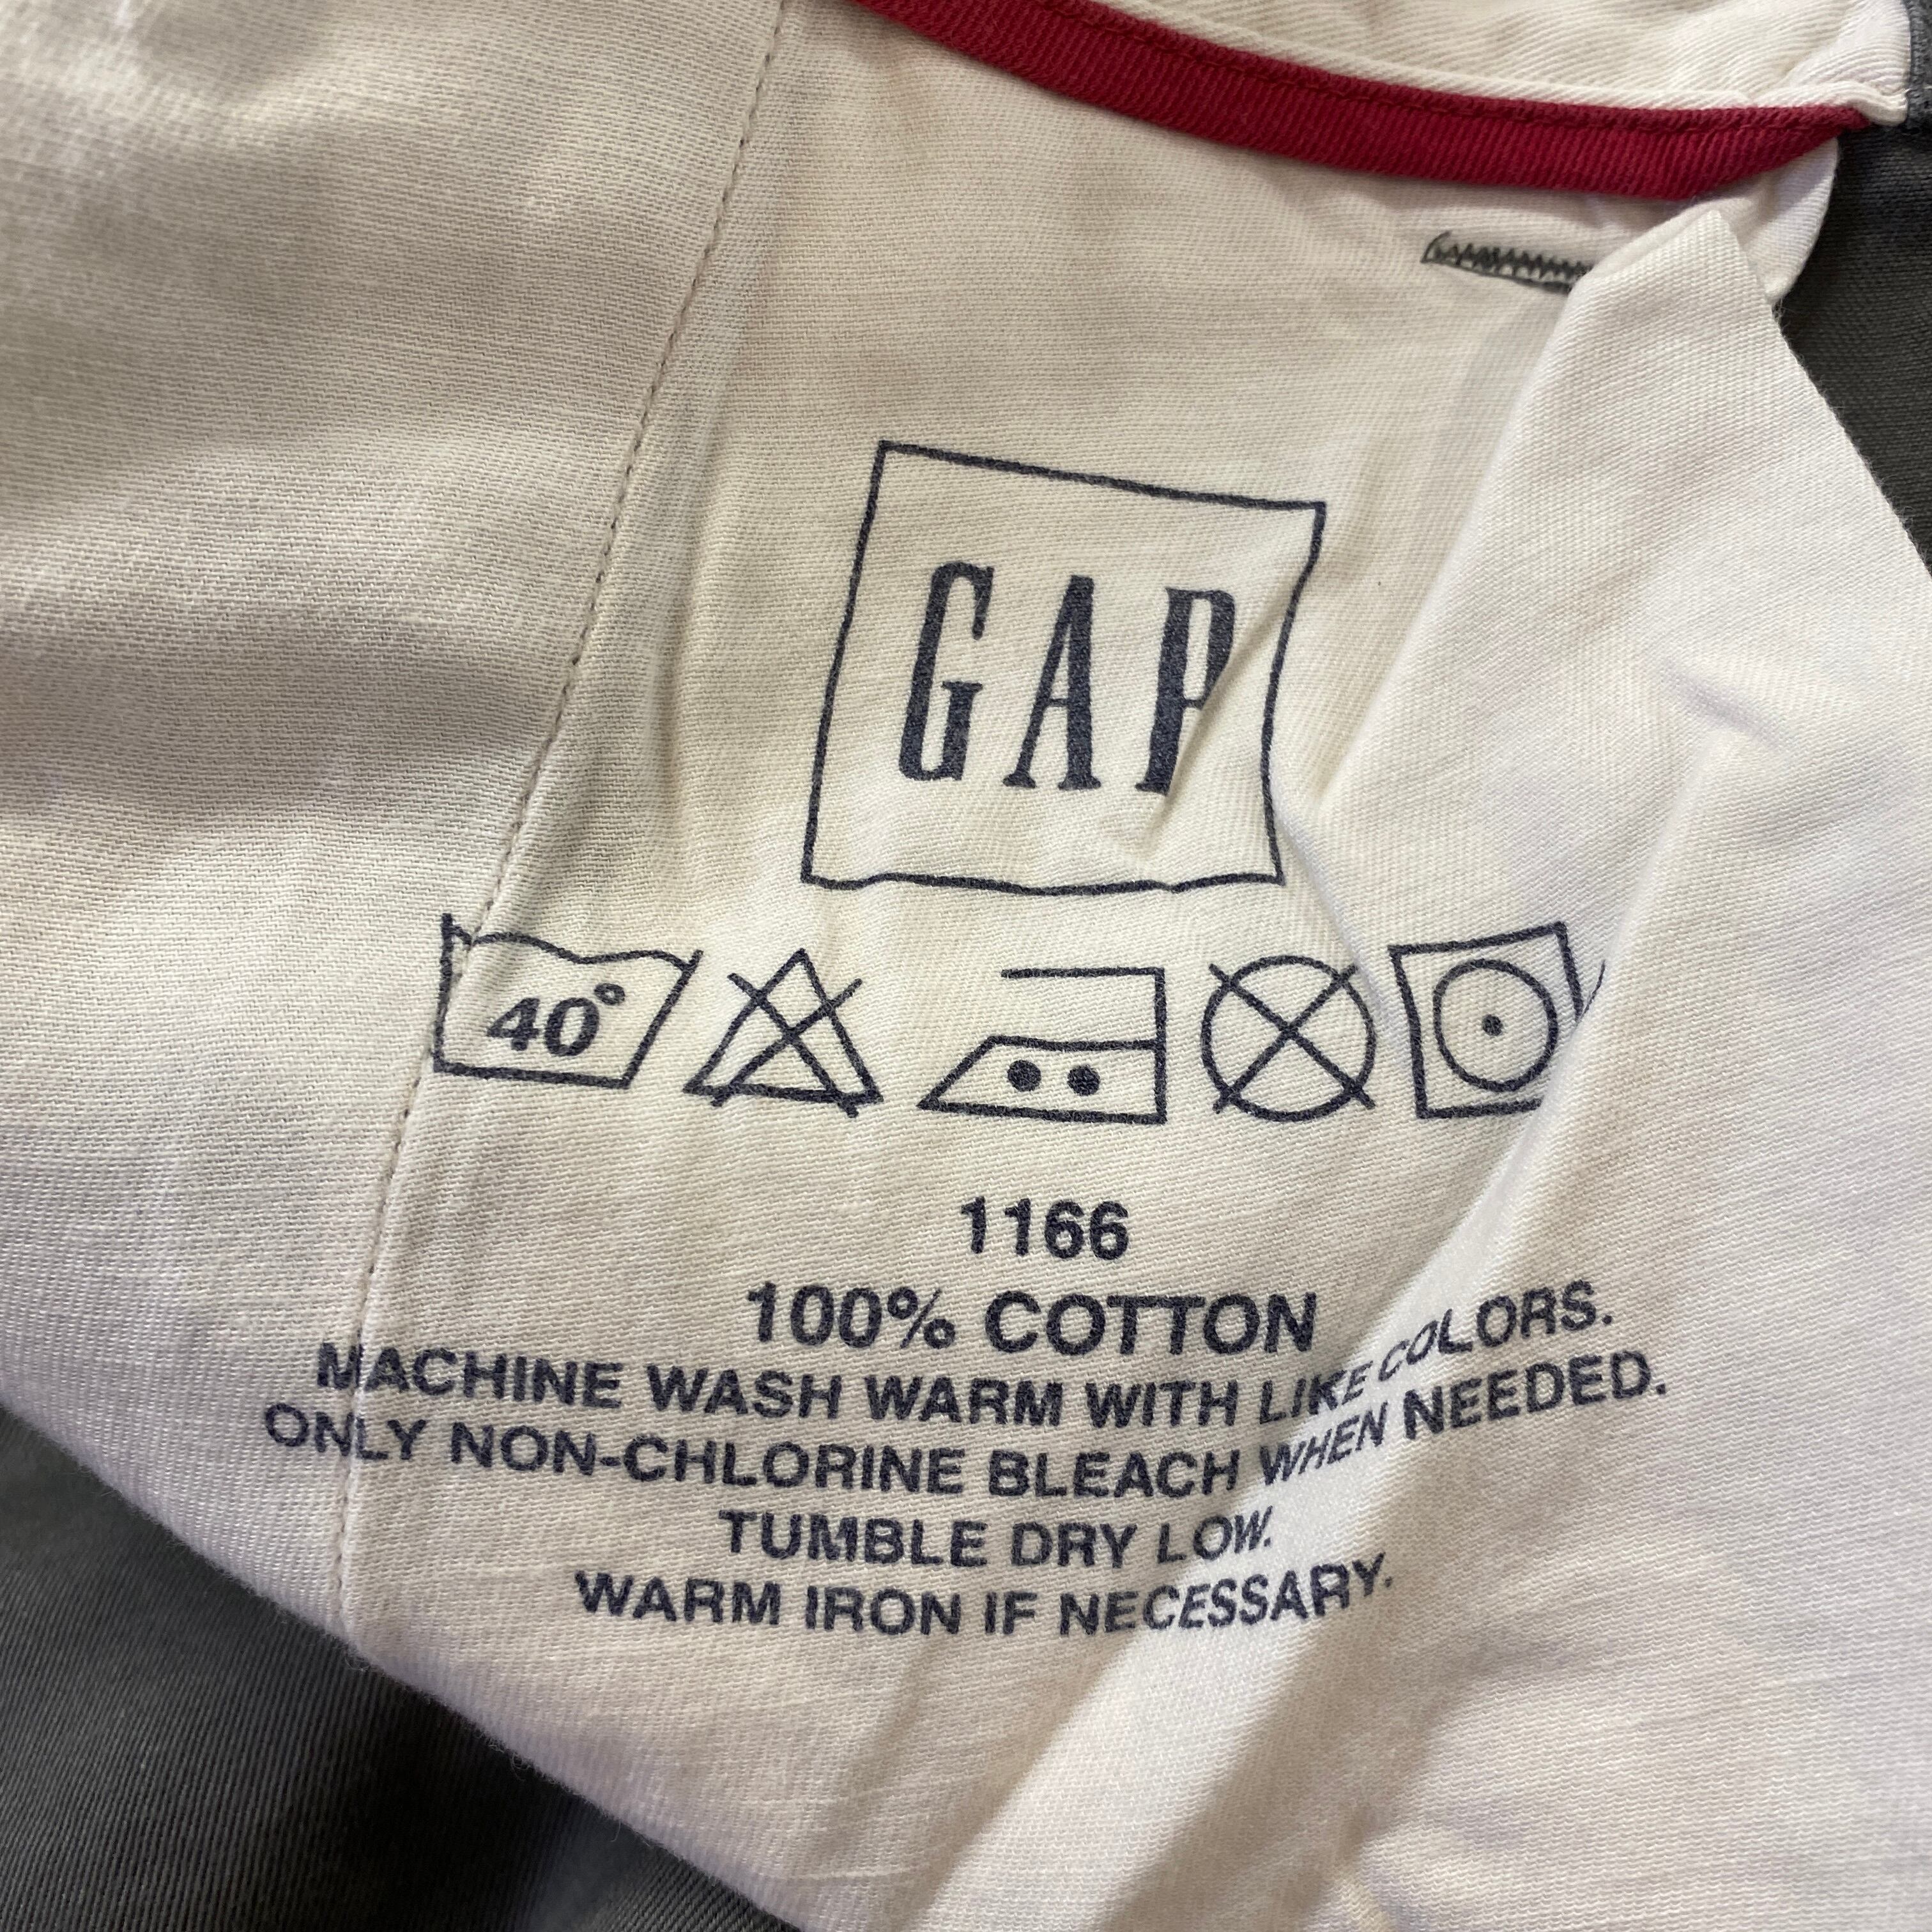 GAP
40°
1166
100% COTTON
MACHINE WASH WARM WITH LIKE COLORS.
ONLY NON-CHLORINE BLEACH WHEN NEEDED.
TUMBLE DRY LOW.
WARM IRON IF NECESSARY.